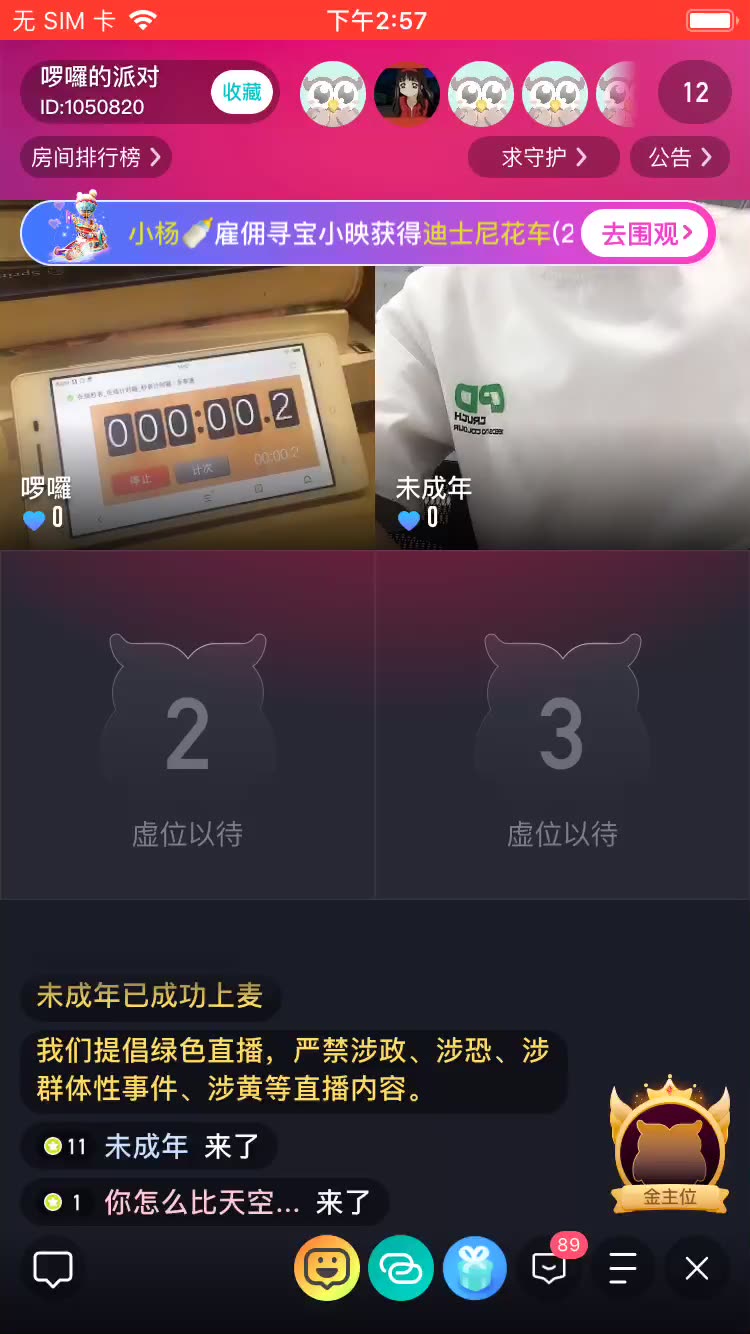 无 SIM 卡
下午2:57
啰囉的派对
ID:1050820
收藏
12
房间排行榜
求守护
公告
小杨🍼雇佣寻宝小映获得迪士尼花车(2
去围观
000:00.2
停止
计次
00:00.2
啰囉
0
CRUCH
未成年
0
2
虚位以待
3
虚位以待
未成年已成功上麦
我们提倡绿色直播，严禁涉政、涉恐、涉
群体性事件、涉黄等直播内容。
11 未成年 来了
1 你怎么比天空... 来了
金主位
89